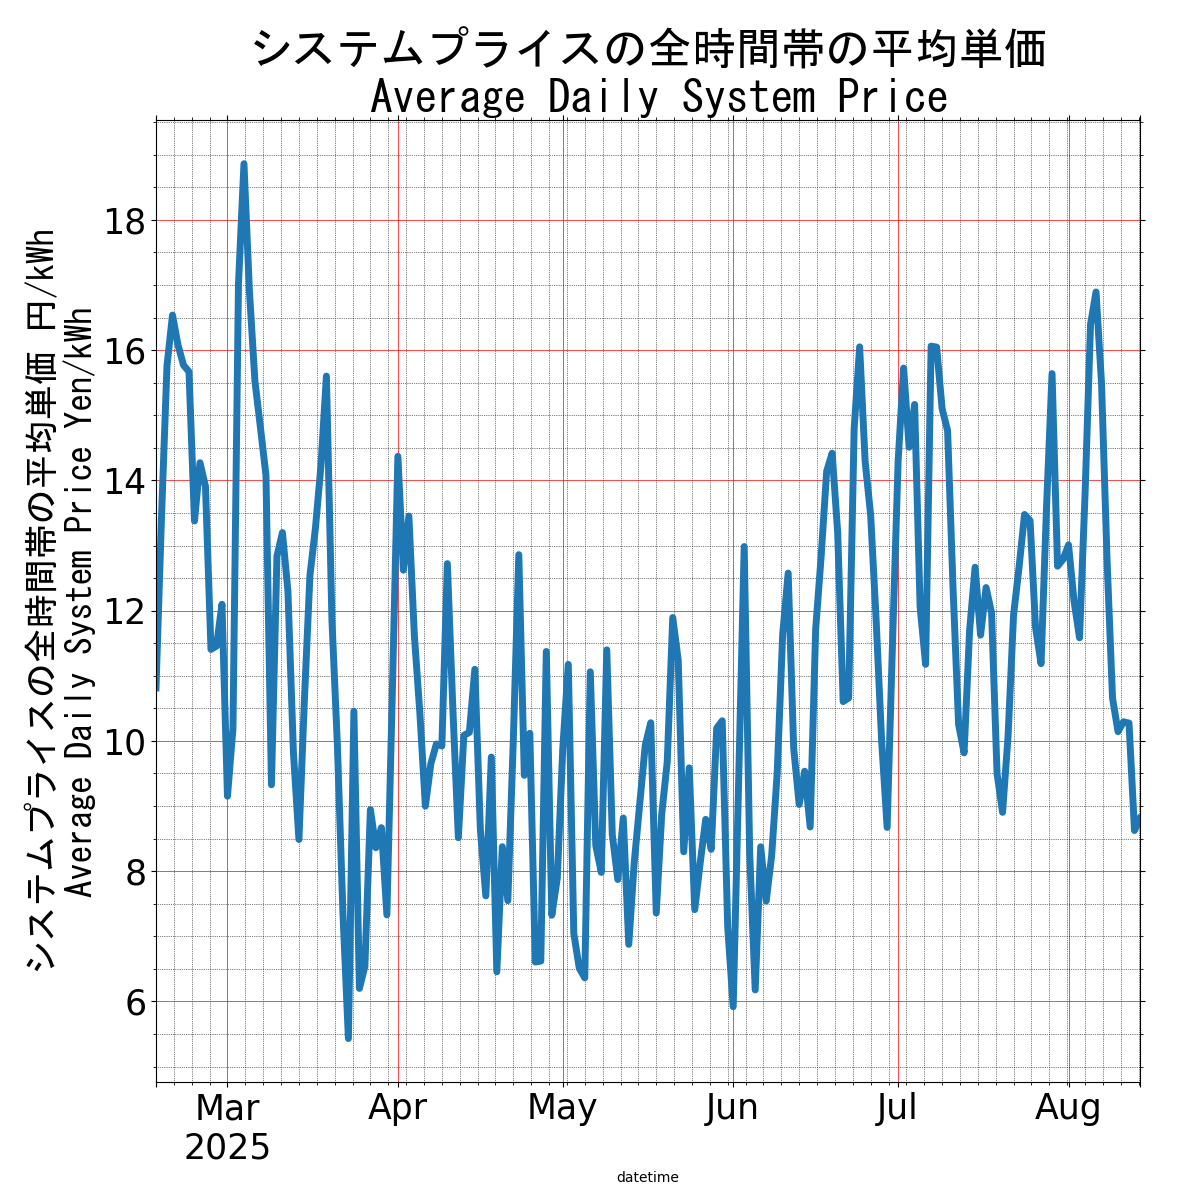 システムプライスの全時間帯の平均単価
Average Daily System Price
システムプライスの全時間帯の平均単価 円/kWh
Average Daily System Price Yen/kWh
18
16
14
12
10
8
6
Mar
2025
Apr
May
Jun
Jul
Aug
datetime